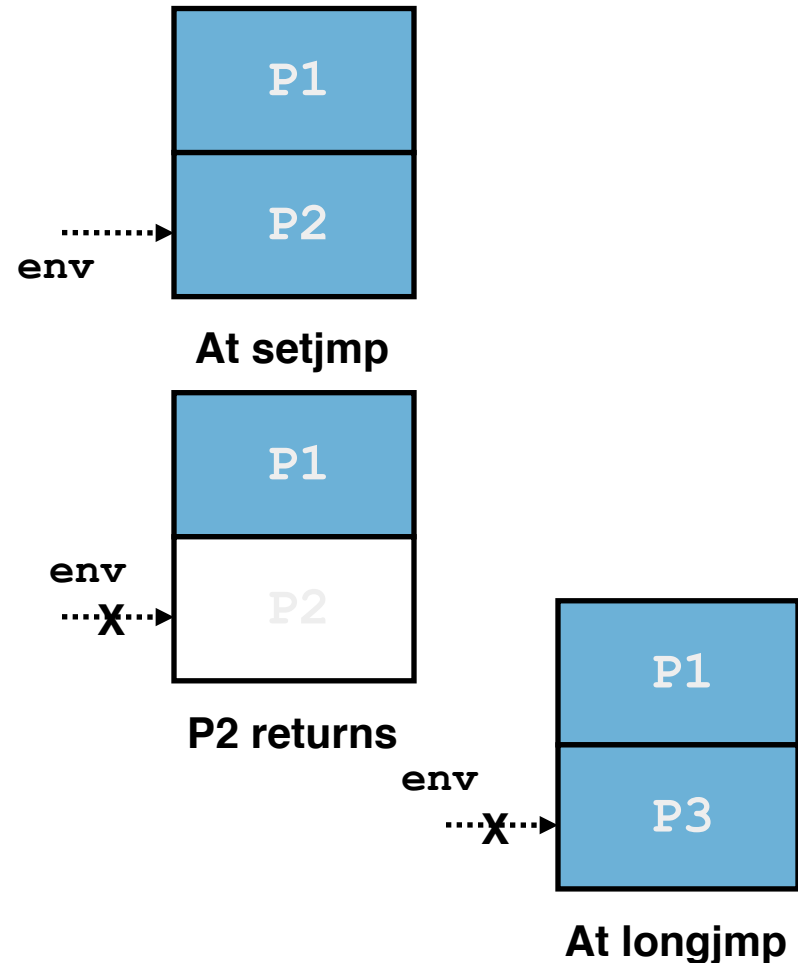 P1
P2
env
At setjmp
P1
env
X
P2
P2 returns
P1
env
X
P3
At longjmp